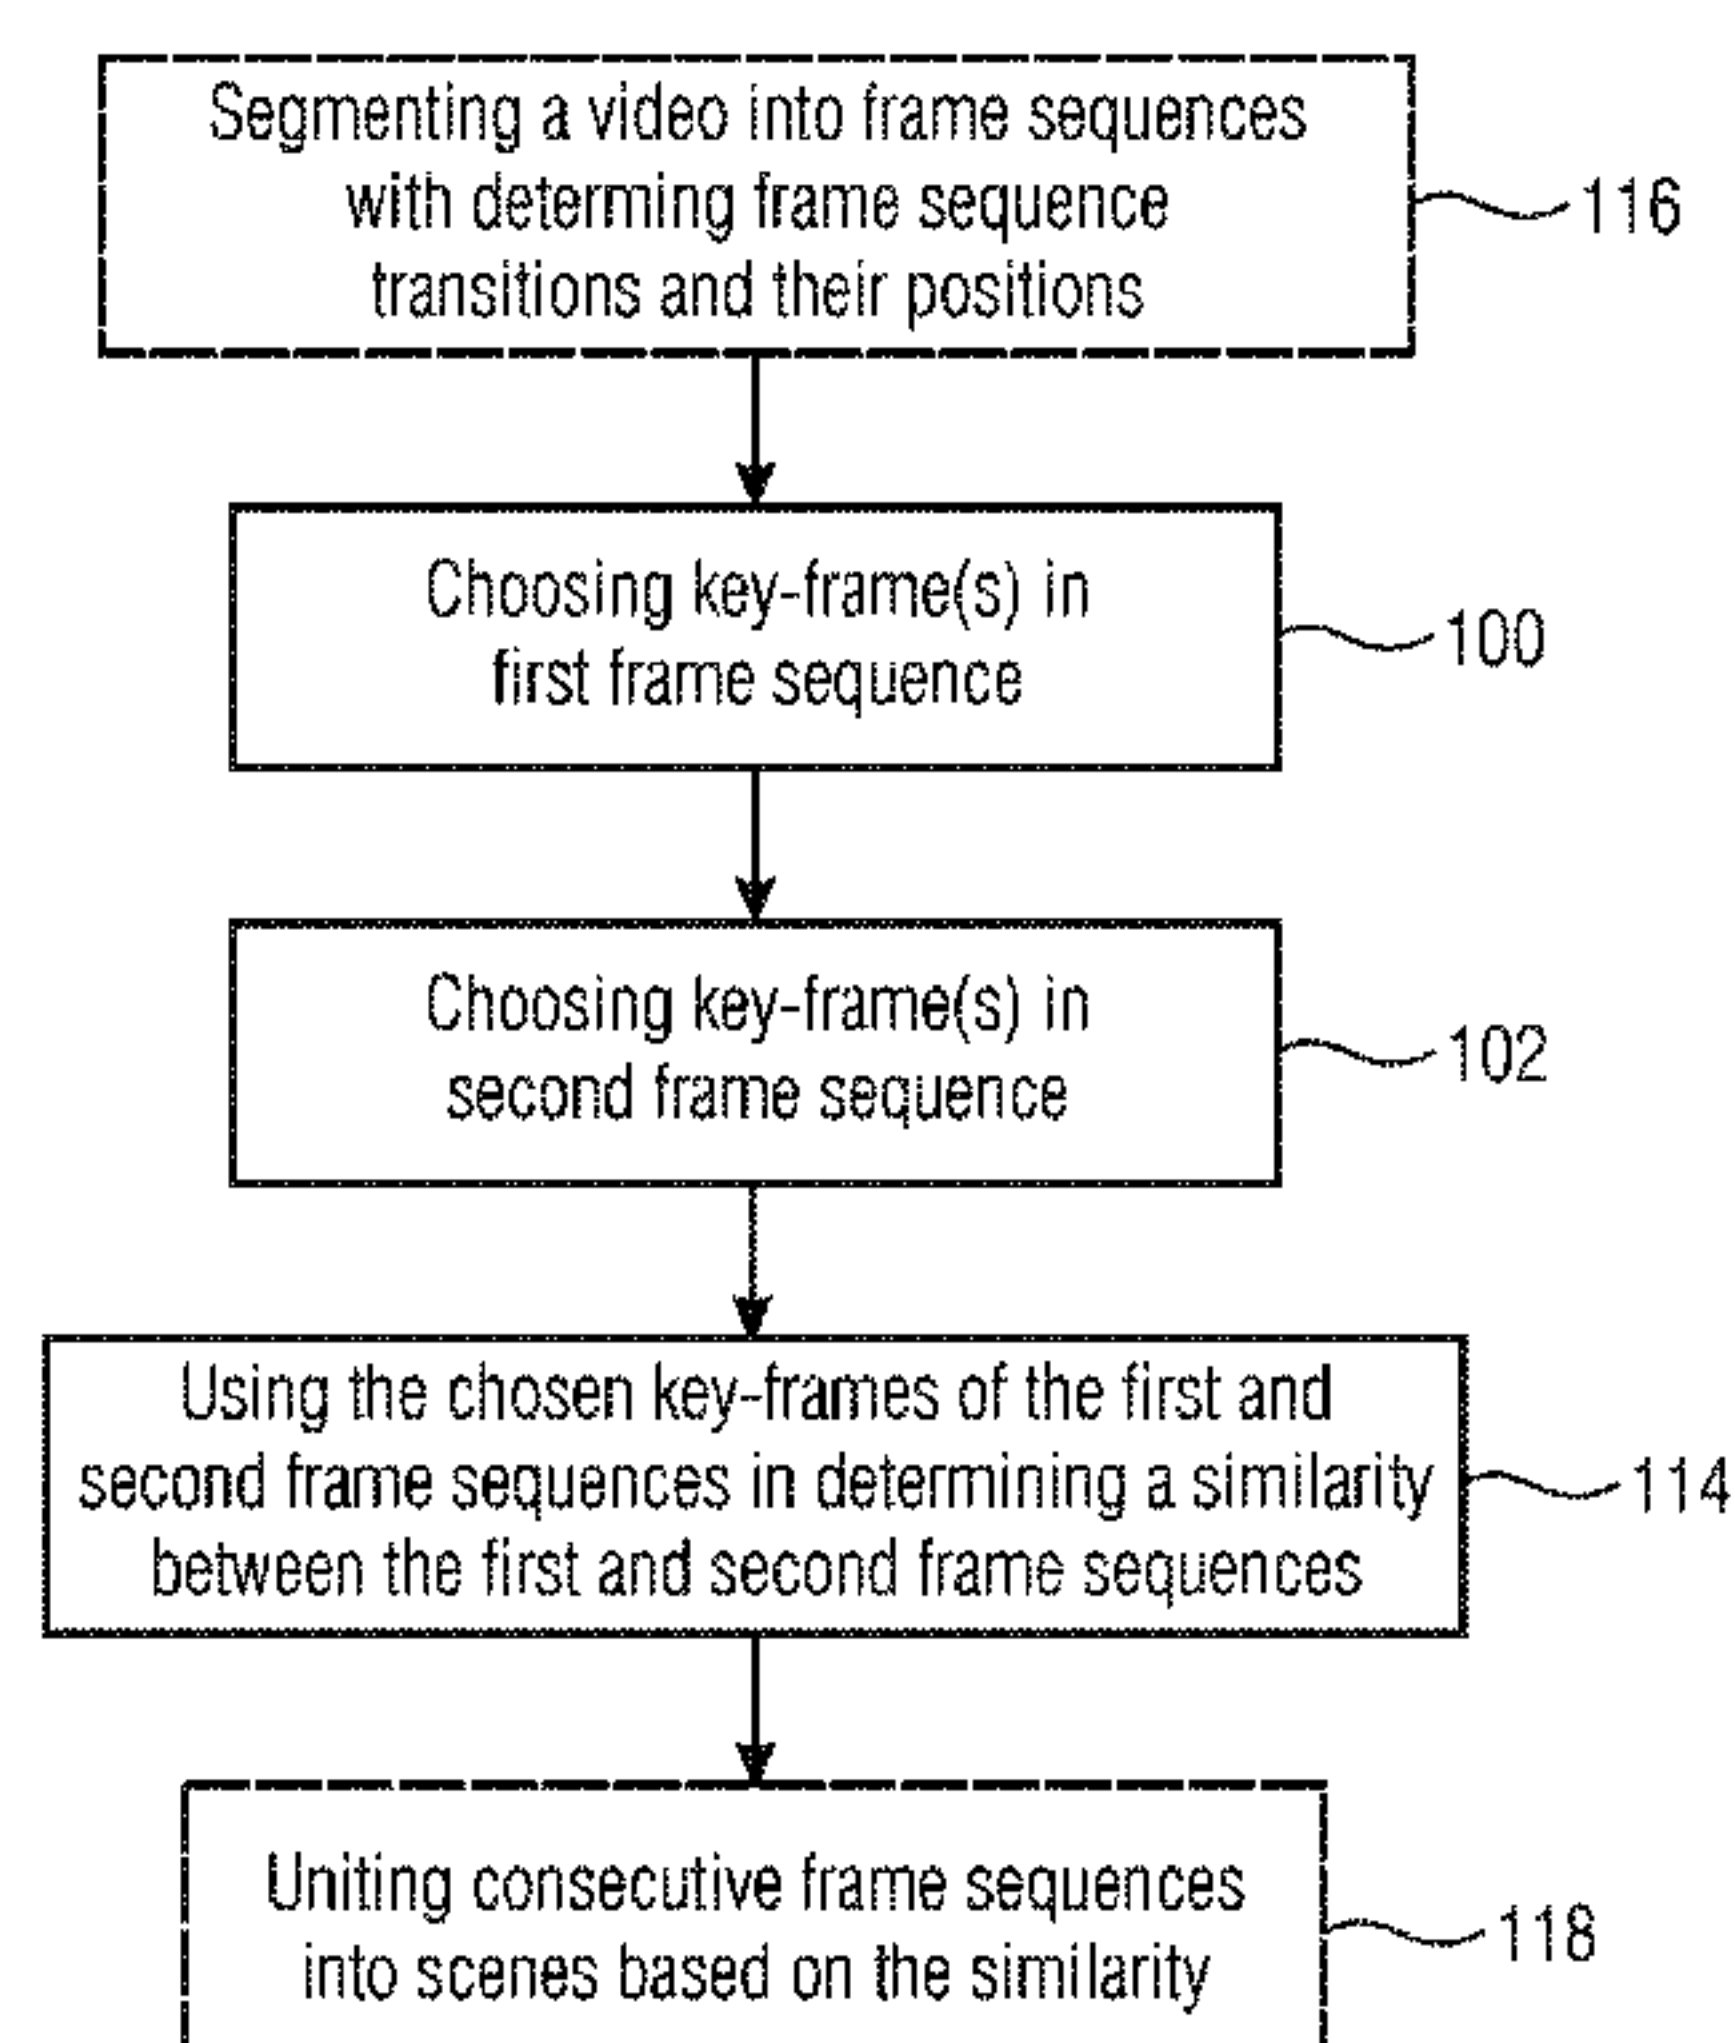 Segmenting a video into frame sequences
with determing frame sequence
transitions and their positions
116
Choosing key-frame(s) in
first frame sequence
100
Choosing key-frame(s) in
second frame sequence
102
Using the chosen key-frames of the first and
second frame sequences in determining a similarity
between the first and second frame sequences
114
Uniting consecutive frame sequences
into scenes based on the similarity
118